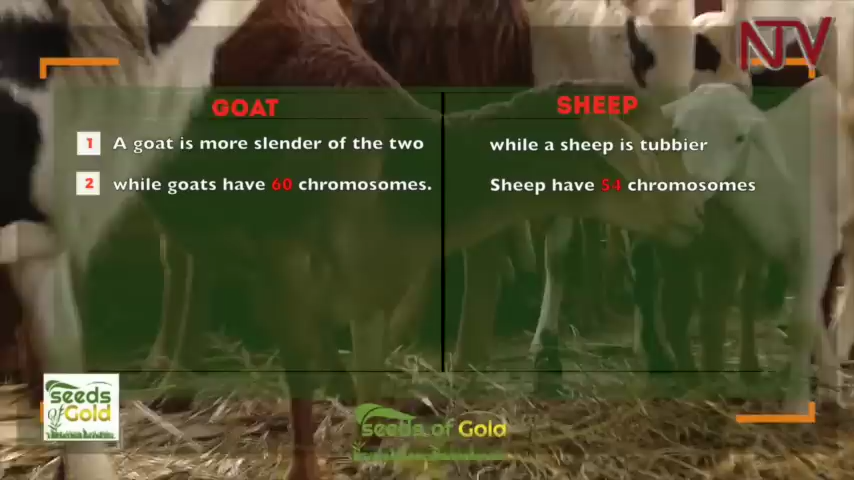 NTV
GOAT
SHEEP
1 A goat is more slender of the two
while a sheep is tubbier
2 while goats have 60 chromosomes.
Sheep have 54 chromosomes
seeds
of Gold
seeds of Gold